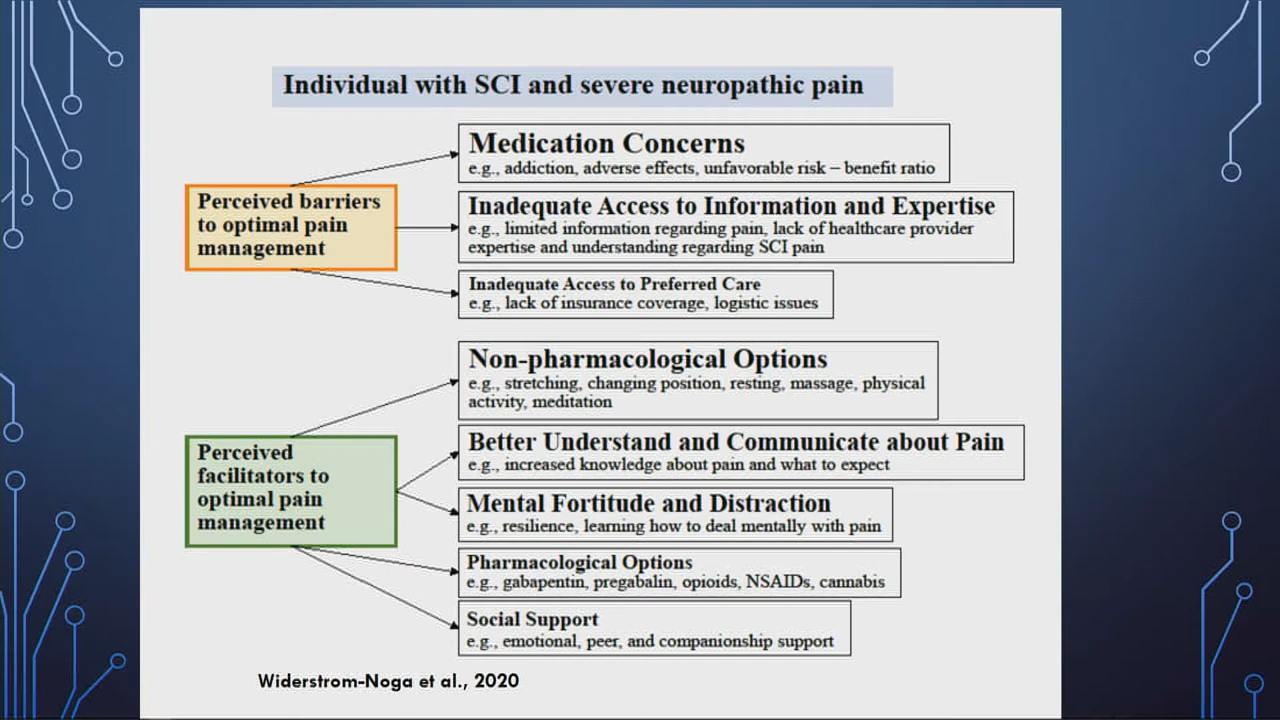 Individual with SCI and severe neuropathic pain
Perceived barriers
to optimal pain
management
Medication Concerns
e.g., addiction, adverse effects, unfavorable risk – benefit ratio
Inadequate Access to Information and Expertise
e.g., limited information regarding pain, lack of healthcare provider
expertise and understanding regarding SCI pain
Inadequate Access to Preferred Care
e.g., lack of insurance coverage, logistic issues
Perceived
facilitators to
optimal pain
management
Non-pharmacological Options
e.g., stretching, changing position, resting, massage, physical
activity, meditation
Better Understand and Communicate about Pain
e.g., increased knowledge about pain and what to expect
Mental Fortitude and Distraction
e.g., resilience, learning how to deal mentally with pain
Pharmacological Options
e.g., gabapentin, pregabalin, opioids, NSAIDs, cannabis
Social Support
e.g., emotional, peer, and companionship support
Widerstrom-Noga et al., 2020